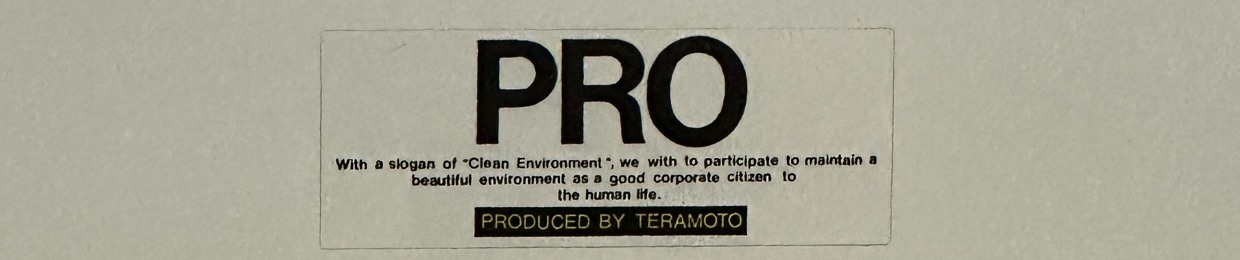 PRO
With a slogan of "Clean Environment", we with to participate to maintain a
beautiful environment as a good corporate citizen to
the human life.
PRODUCED BY TERAMOTO